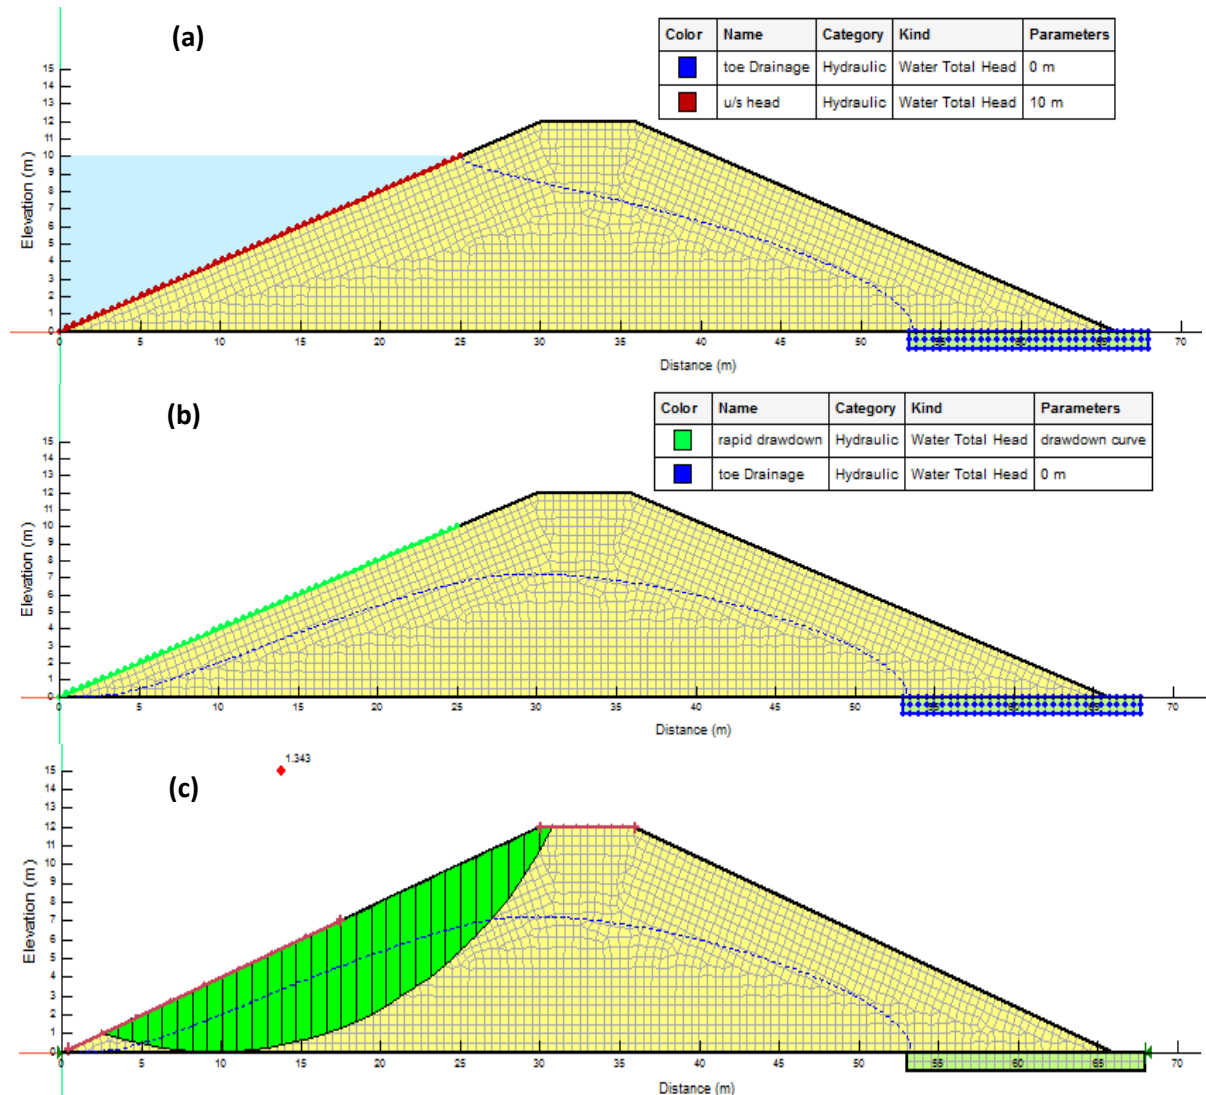 (a)
Color Name Category Kind Parameters
toe Drainage Hydraulic Water Total Head 0 m
u/s head Hydraulic Water Total Head 10 m
Elevation (m)
15
14
13
12
11
10
9
8
7
6
5
4
3
2
1
0
0 5 10 15 20 25 30 35 40 45 50 55 60 65 70
Distance (m)
(b)
Color Name Category Kind Parameters
rapid drawdown Hydraulic Water Total Head drawdown curve
toe Drainage Hydraulic Water Total Head 0 m
Elevation (m)
15
14
13
12
11
10
9
8
7
6
5
4
3
2
1
0
0 5 10 15 20 25 30 35 40 45 50 55 60 65 70
Distance (m)
1.343
(c)
Elevation (m)
15
14
13
12
11
10
9
8
7
6
5
4
3
2
1
0
0 5 10 15 20 25 30 35 40 45 50 55 60 65 70
Distance (m)